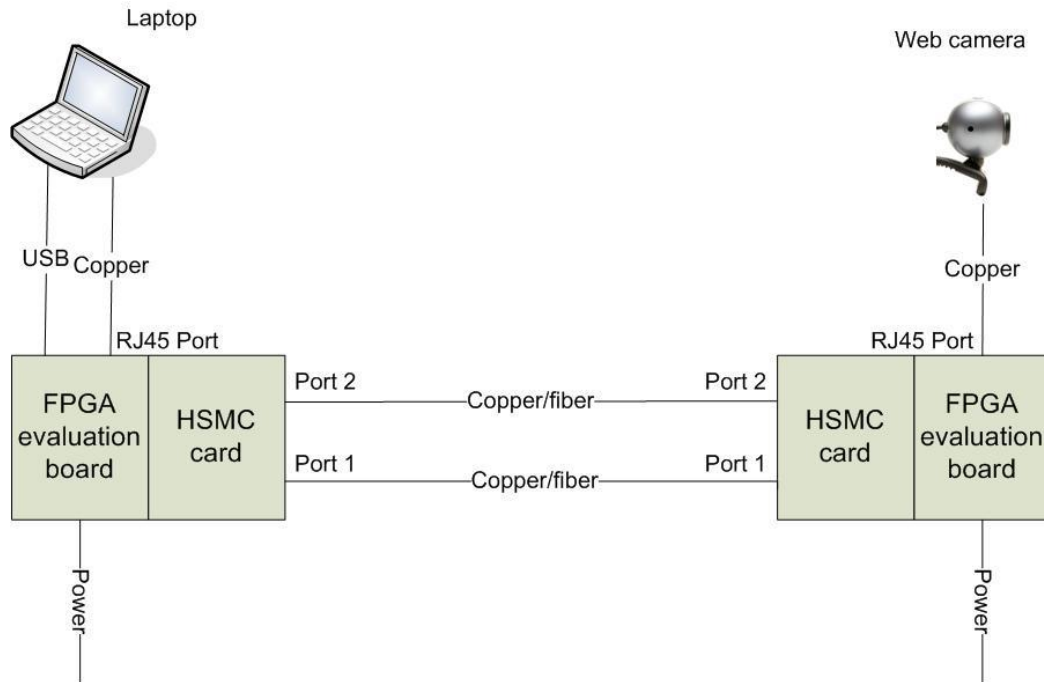 Laptop
Web camera
USB
Copper
Copper
RJ45 Port
RJ45 Port
FPGA
evaluation
board
HSMC
card
Port 2
Copper/fiber
Port 2
Port 1
Copper/fiber
Port 1
HSMC
card
FPGA
evaluation
board
Power
Power